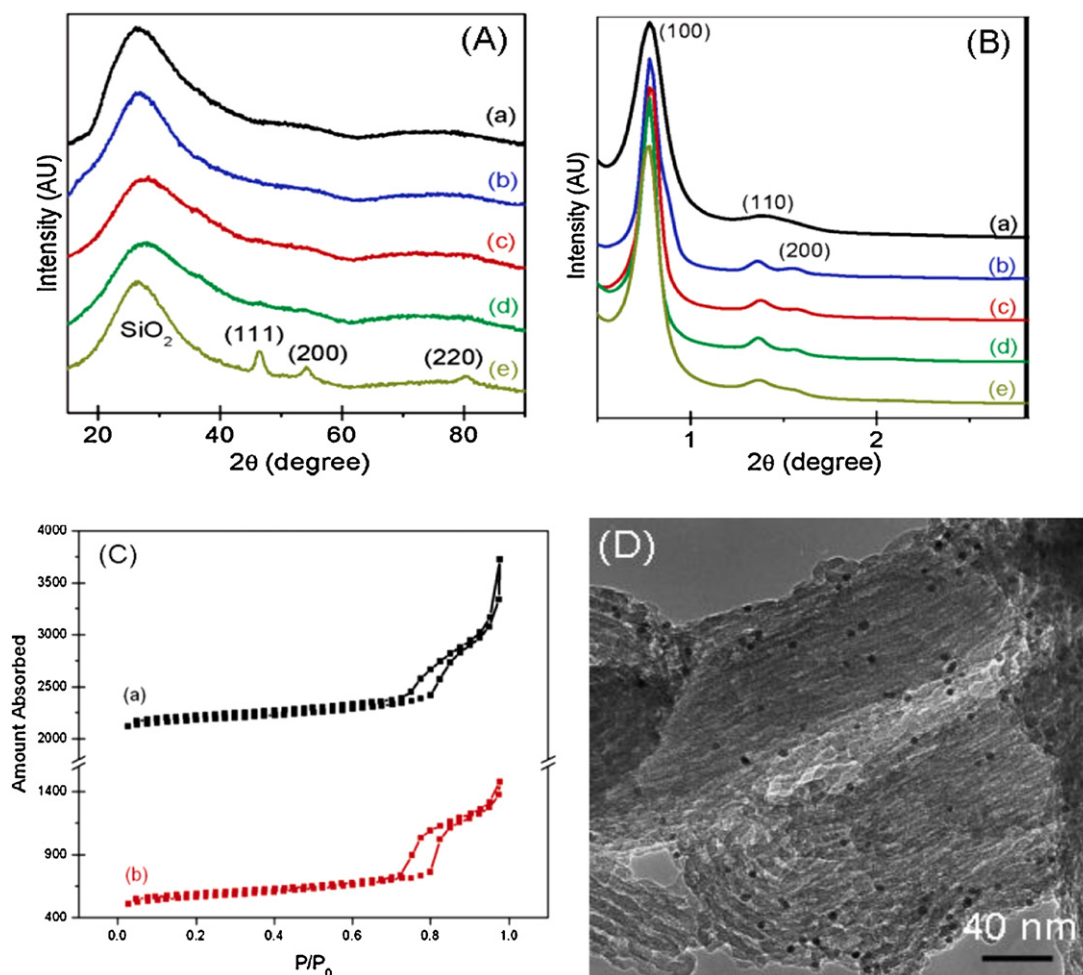 (A)
(a)
(b)
(c)
(d)
(e)
SiO2
(111)
(200)
(220)
Intensity (AU)
20 40 60 80
2θ (degree)
(B)
(100)
(110)
(200)
(a)
(b)
(c)
(d)
(e)
Intensity (AU)
1 2
2θ (degree)
(C)
4000
3500
3000
2500
2000
1400
900
400
(a)
(b)
Amount Absorbed
0.0 0.2 0.4 0.6 0.8 1.0
P/P0
(D)
40 nm